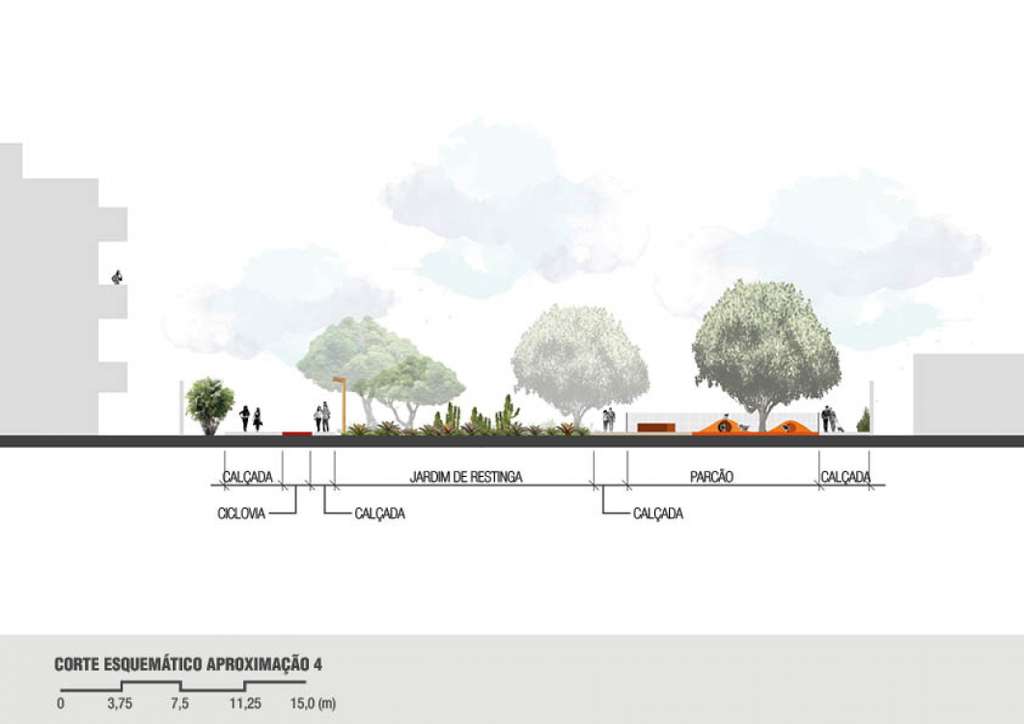 CALÇADA JARDIM DE RESTINGA PARCÃO CALÇADA
CICLOVIA CALÇADA CALÇADA
CORTE ESQUEMÁTICO APROXIMAÇÃO 4
0 3,75 7,5 11,25 15,0 (m)